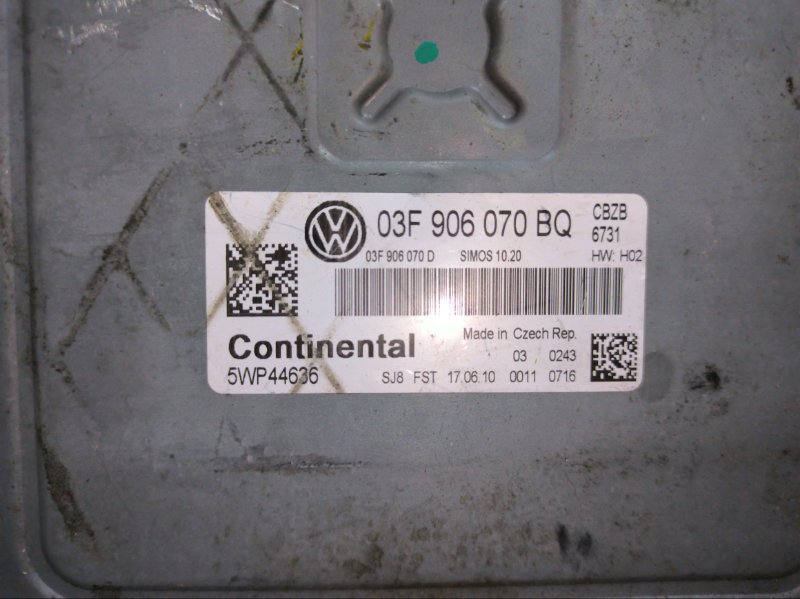 03F 906 070 BQ CBZB
6731
03F 906 070 D SIMOS 10.20 HW: H02
Continental Made in Czech Rep.
03 0243
5WP44636 SJ8 FST 17.06.10 0011 0716